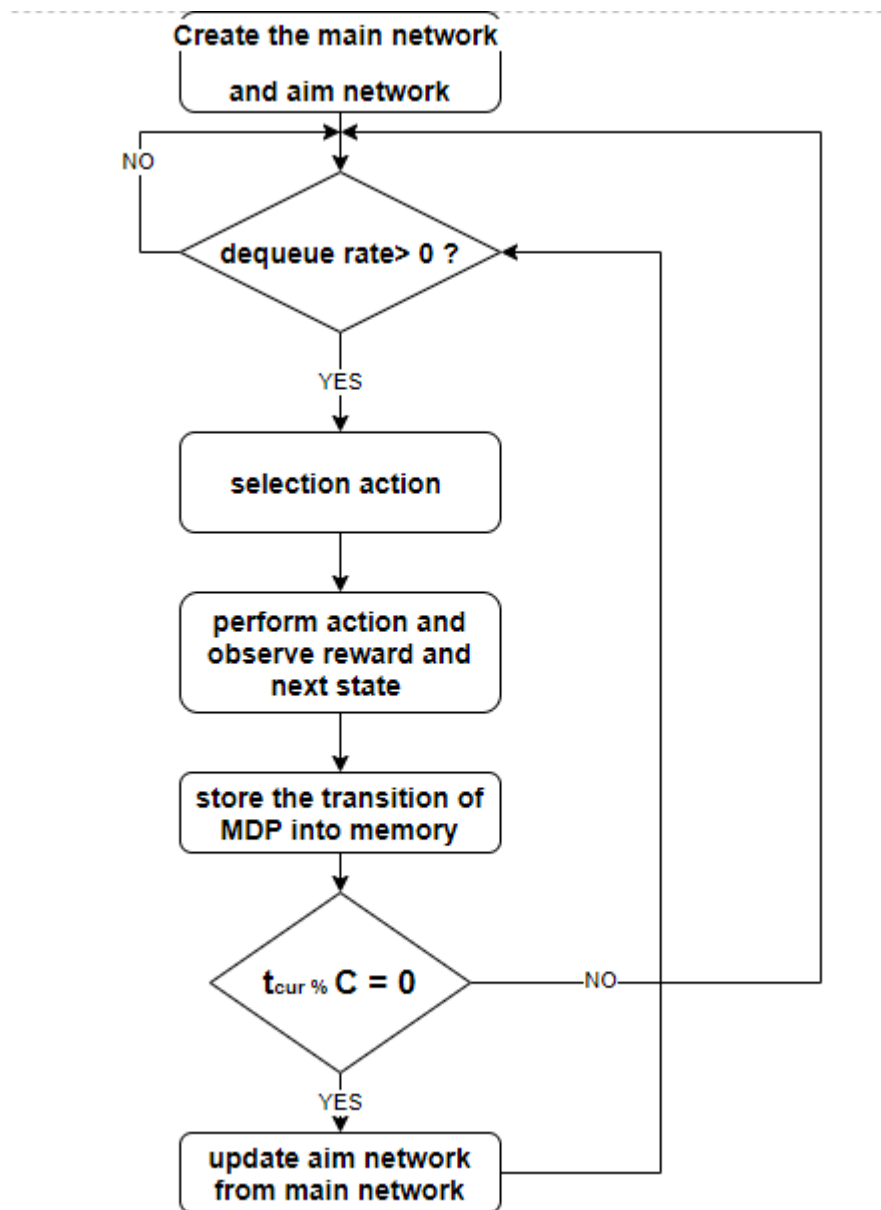 Create the main network
and aim network
NO
dequeue rate> 0 ?
YES
selection action
perform action and
observe reward and
next state
store the transition of
MDP into memory
tcur % C = 0
NO
YES
update aim network
from main network